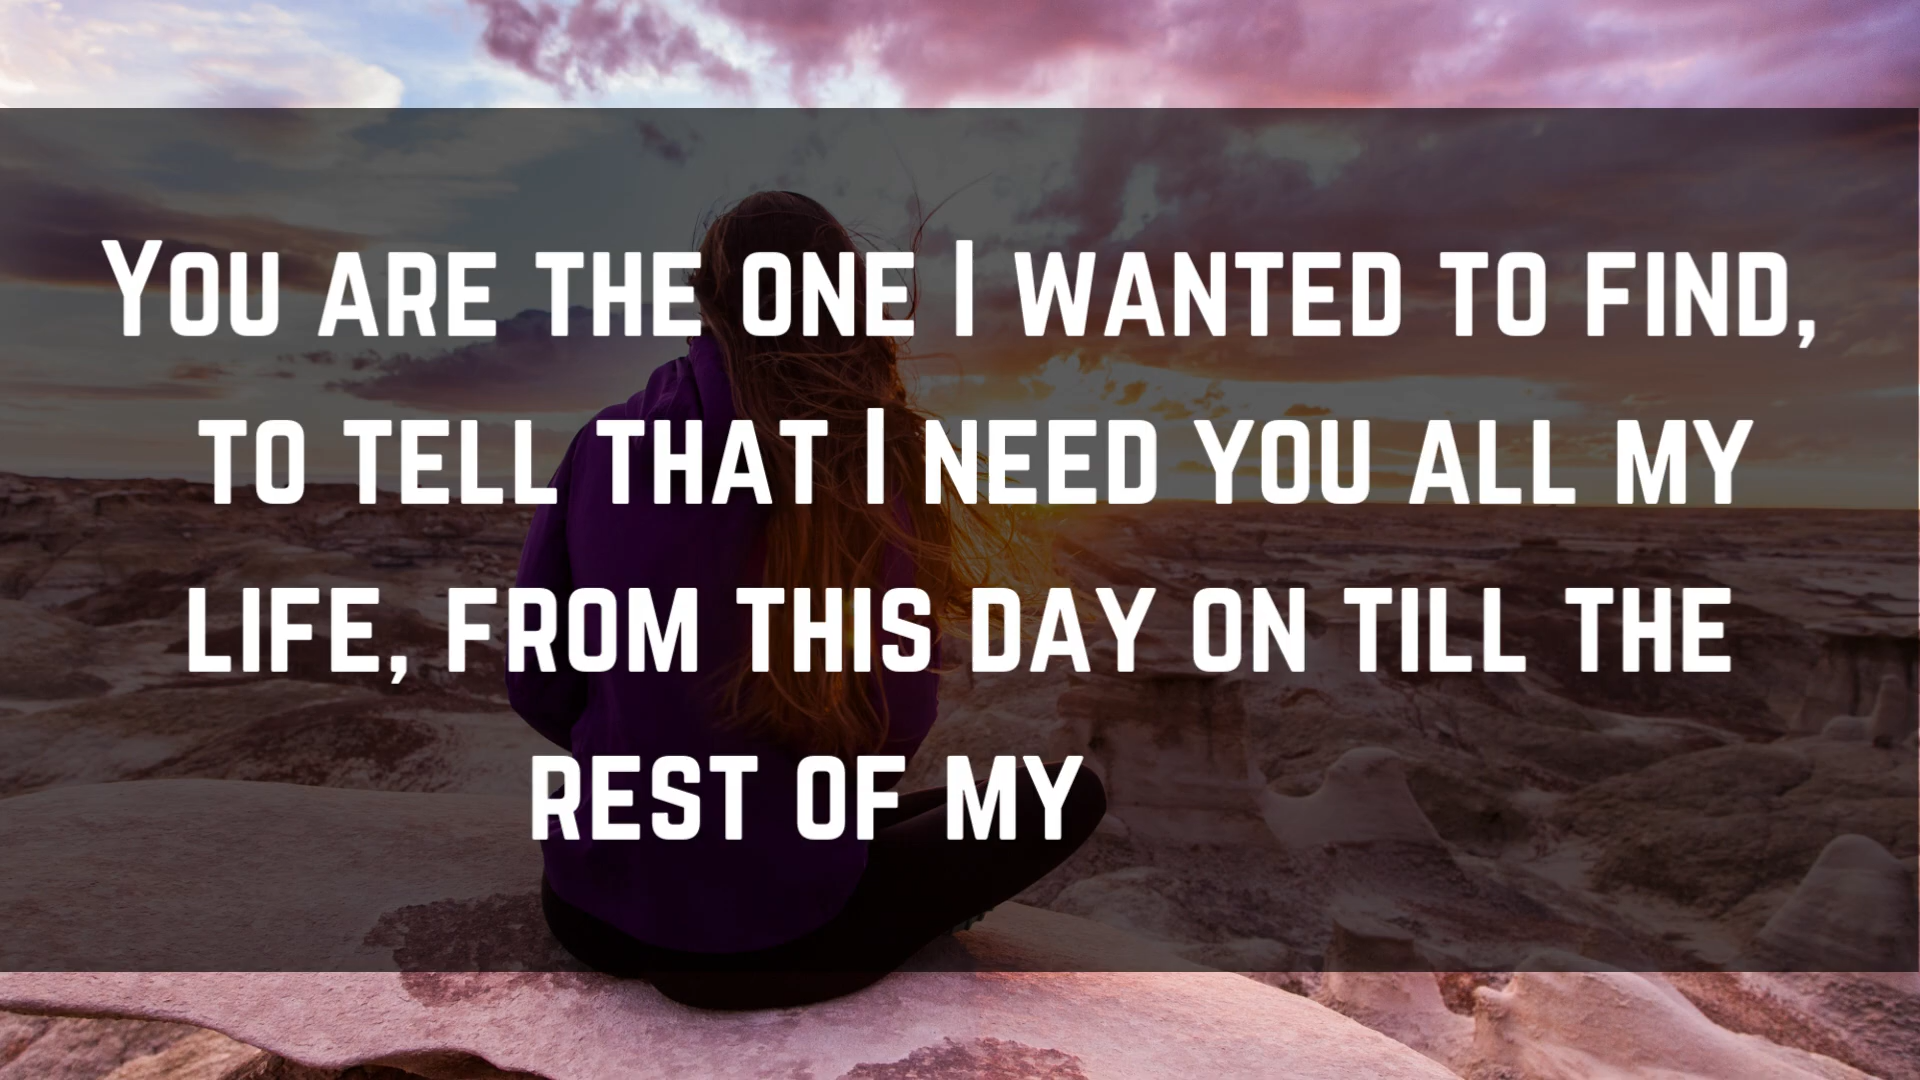 You are the one I wanted to find,
to tell that I need you all my
life, from this day on till the
rest of my